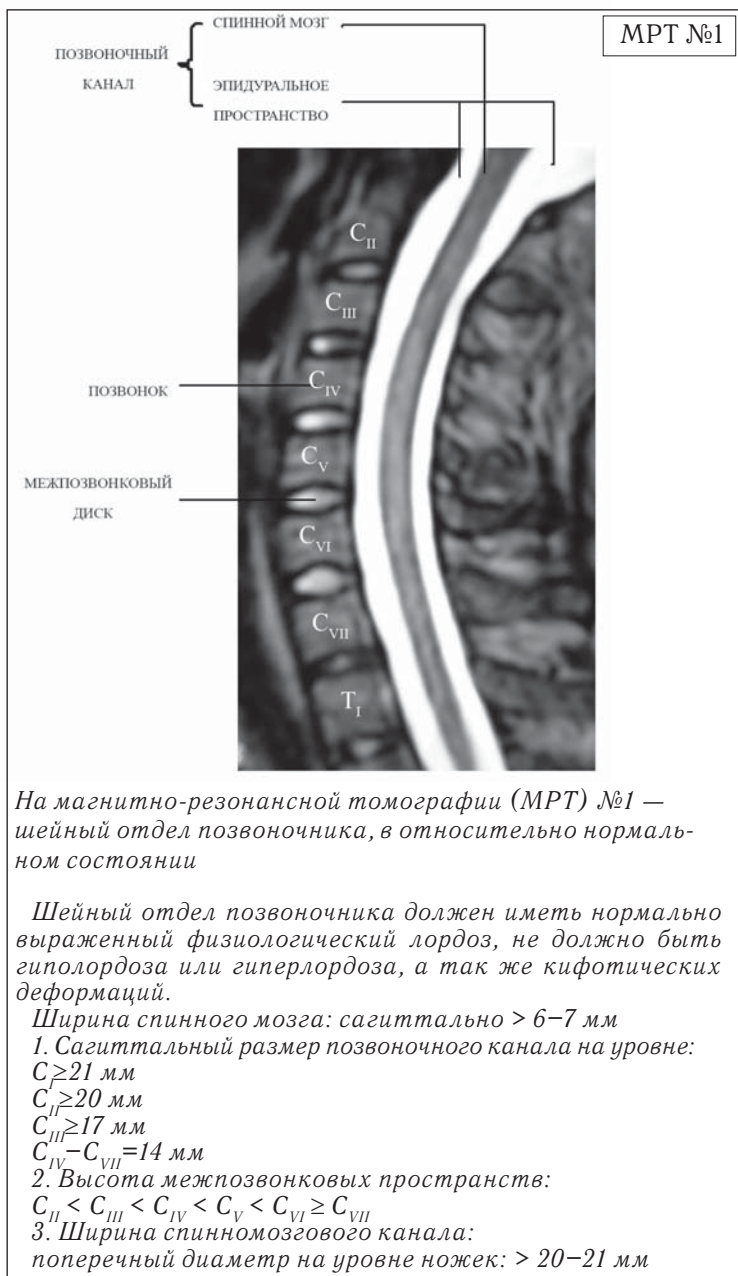 МРТ №1
СПИННОЙ МОЗГ
ПОЗВОНОЧНЫЙ
КАНАЛ
ЭПИДУРАЛЬНОЕ
ПРОСТРАНСТВО
C_II
C_III
ПОЗВОНОК
C_IV
C_V
МЕЖПОЗВОНКОВЫЙ
ДИСК
C_VI
C_VII
T_I
На магнитно-резонансной томографии (МРТ) №1 —
шейный отдел позвоночника, в относительно нормаль-
ном состоянии
Шейный отдел позвоночника должен иметь нормально
выраженный физиологический лордоз, не должно быть
гиполордоза или гиперлордоза, а так же кифотических
деформаций.
Ширина спинного мозга: сагиттально > 6–7 мм
1. Сагиттальный размер позвоночного канала на уровне:
C_I≥21 мм
C_II≥20 мм
C_III≥17 мм
C_IV–C_VII=14 мм
2. Высота межпозвонковых пространств:
C_II < C_III < C_IV < C_V < C_VI ≥ C_VII
3. Ширина спинномозгового канала:
поперечный диаметр на уровне ножек: > 20–21 мм